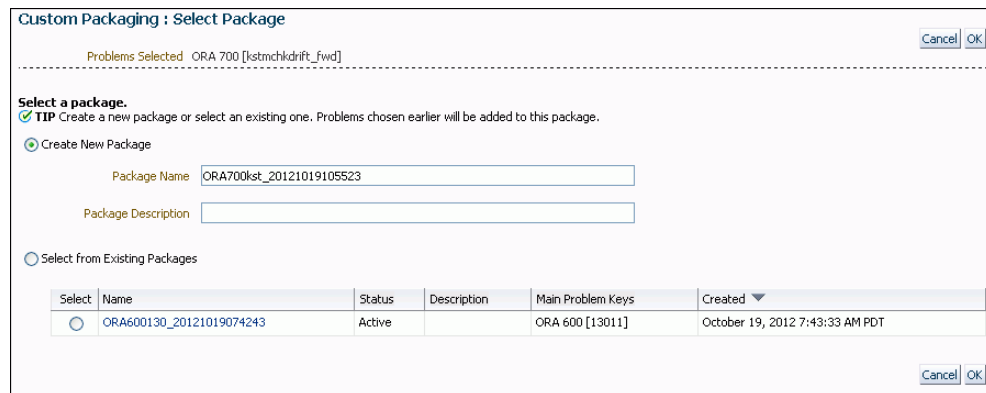 Custom Packaging : Select Package
Cancel OK
Problems Selected ORA 700 [kstmchkdrift_fwd]
Select a package.
TIP Create a new package or select an existing one. Problems chosen earlier will be added to this package.
Create New Package
Package Name ORA700kst_20121019105523
Package Description
Select from Existing Packages
Select Name Status Description Main Problem Keys Created
ORA600130_20121019074243 Active ORA 600 [13011] October 19, 2012 7:43:33 AM PDT
Cancel OK